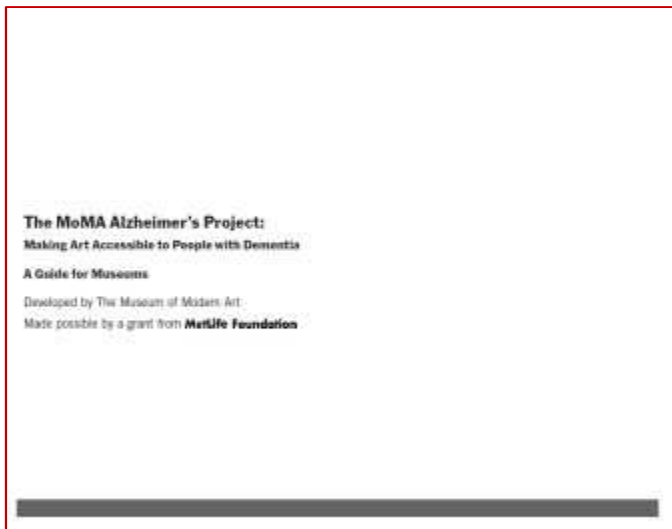 The MoMA Alzheimer's Project:
Making Art Accessible to People with Dementia
A Guide for Museums
Developed by The Museum of Modern Art
Made possible by a grant from MetLife Foundation